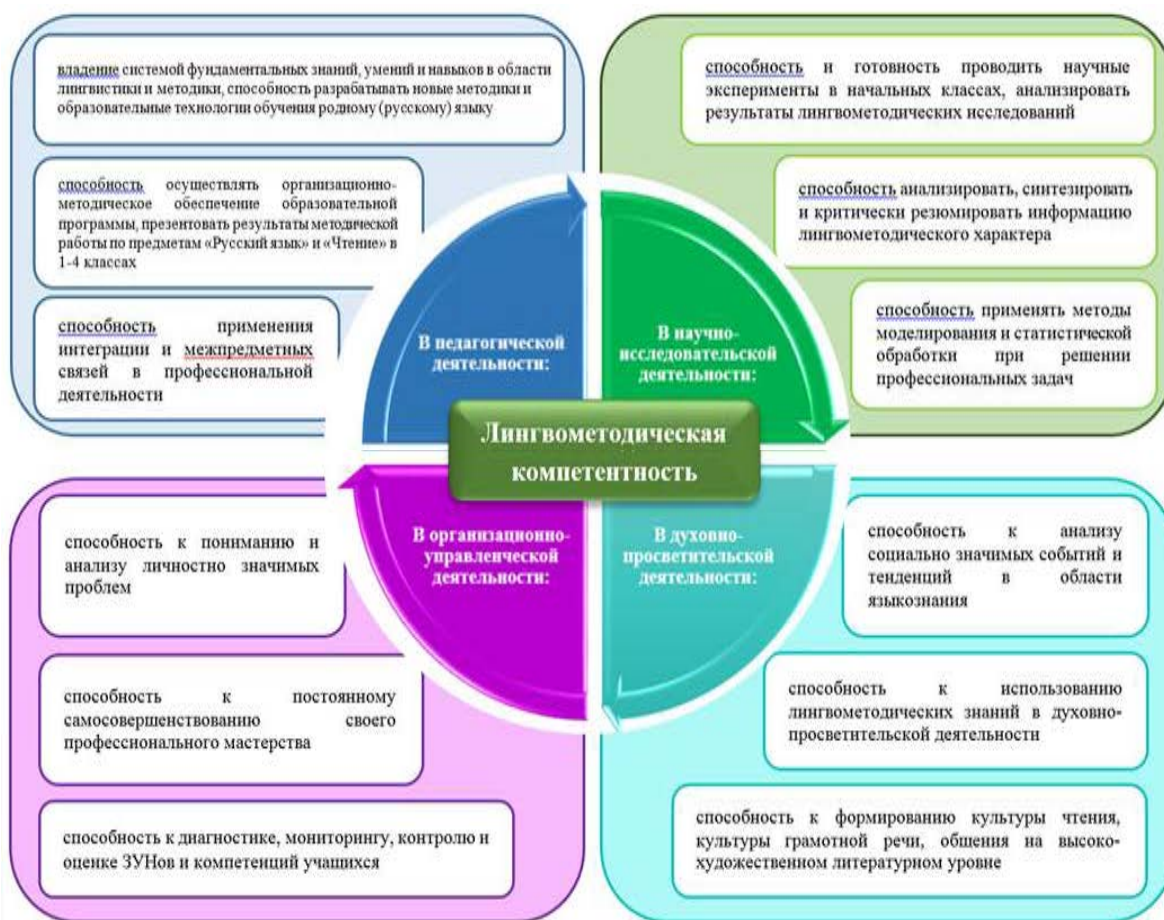 владение системой фундаментальных знаний, умений и навыков в области
лингвистики и методики, способность разрабатывать новые методики и
образовательные технологии обучения родному (русскому) языку
способность осуществлять организационно-
методическое обеспечение образовательной
программы, презентовать результаты методической
работы по предметам «Русский язык» и «Чтение» в
1-4 классах
способность применения
интеграции и межпредметных
связей в профессиональной
деятельности
В педагогической
деятельности:
способность и готовность проводить научные
эксперименты в начальных классах, анализировать
результаты лингвометодических исследований
способность анализировать, синтезировать
и критически резюмировать информацию
лингвометодического характера
способность применять методы
моделирования и статистической
обработки при решении
профессиональных задач
В научно-
исследовательской
деятельности:
Лингвометодическая
компетентность
В организационно-
управленческой
деятельности:
способность к пониманию и
анализу личностно значимых
проблем
способность к постоянному
самосовершенствованию своего
профессионального мастерства
способность к диагностике, мониторингу, контролю и
оценке ЗУНов и компетенций учащихся
В духовно-
просветительской
деятельности:
способность к анализу
социально значимых событий и
тенденций в области
языкознания
способность к использованию
лингвометодических знаний в духовно-
просветительской деятельности
способность к формированию культуры чтения,
культуры грамотной речи, общения на высоко-
художественном литературном уровне